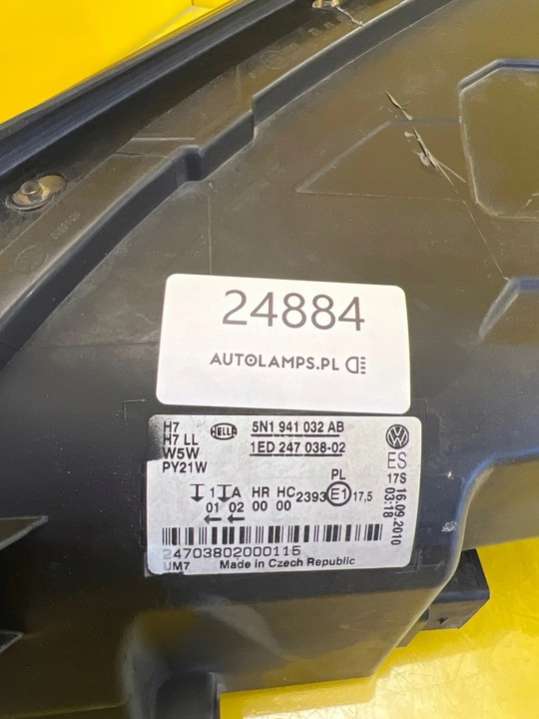 24884
AUTOLAMPS.PL
H7
H7 LL
W5W
PY21W
HELLA
5N1 941 032 AB
1ED 247 038-02
ES
17S
16.09.2010
03:18
PL
1 A HR HC 2393 E1 17,5
01 02 00 00
24703802000115
UM7 Made in Czech Republic